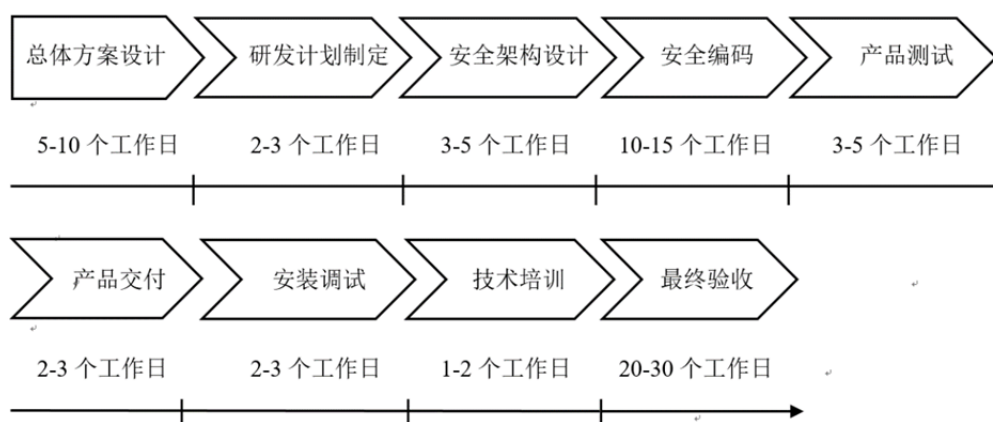 总体方案设计 研发计划制定 安全架构设计 安全编码 产品测试
5-10 个工作日 2-3 个工作日 3-5 个工作日 10-15 个工作日 3-5 个工作日
产品交付 安装调试 技术培训 最终验收
2-3 个工作日 2-3 个工作日 1-2 个工作日 20-30 个工作日